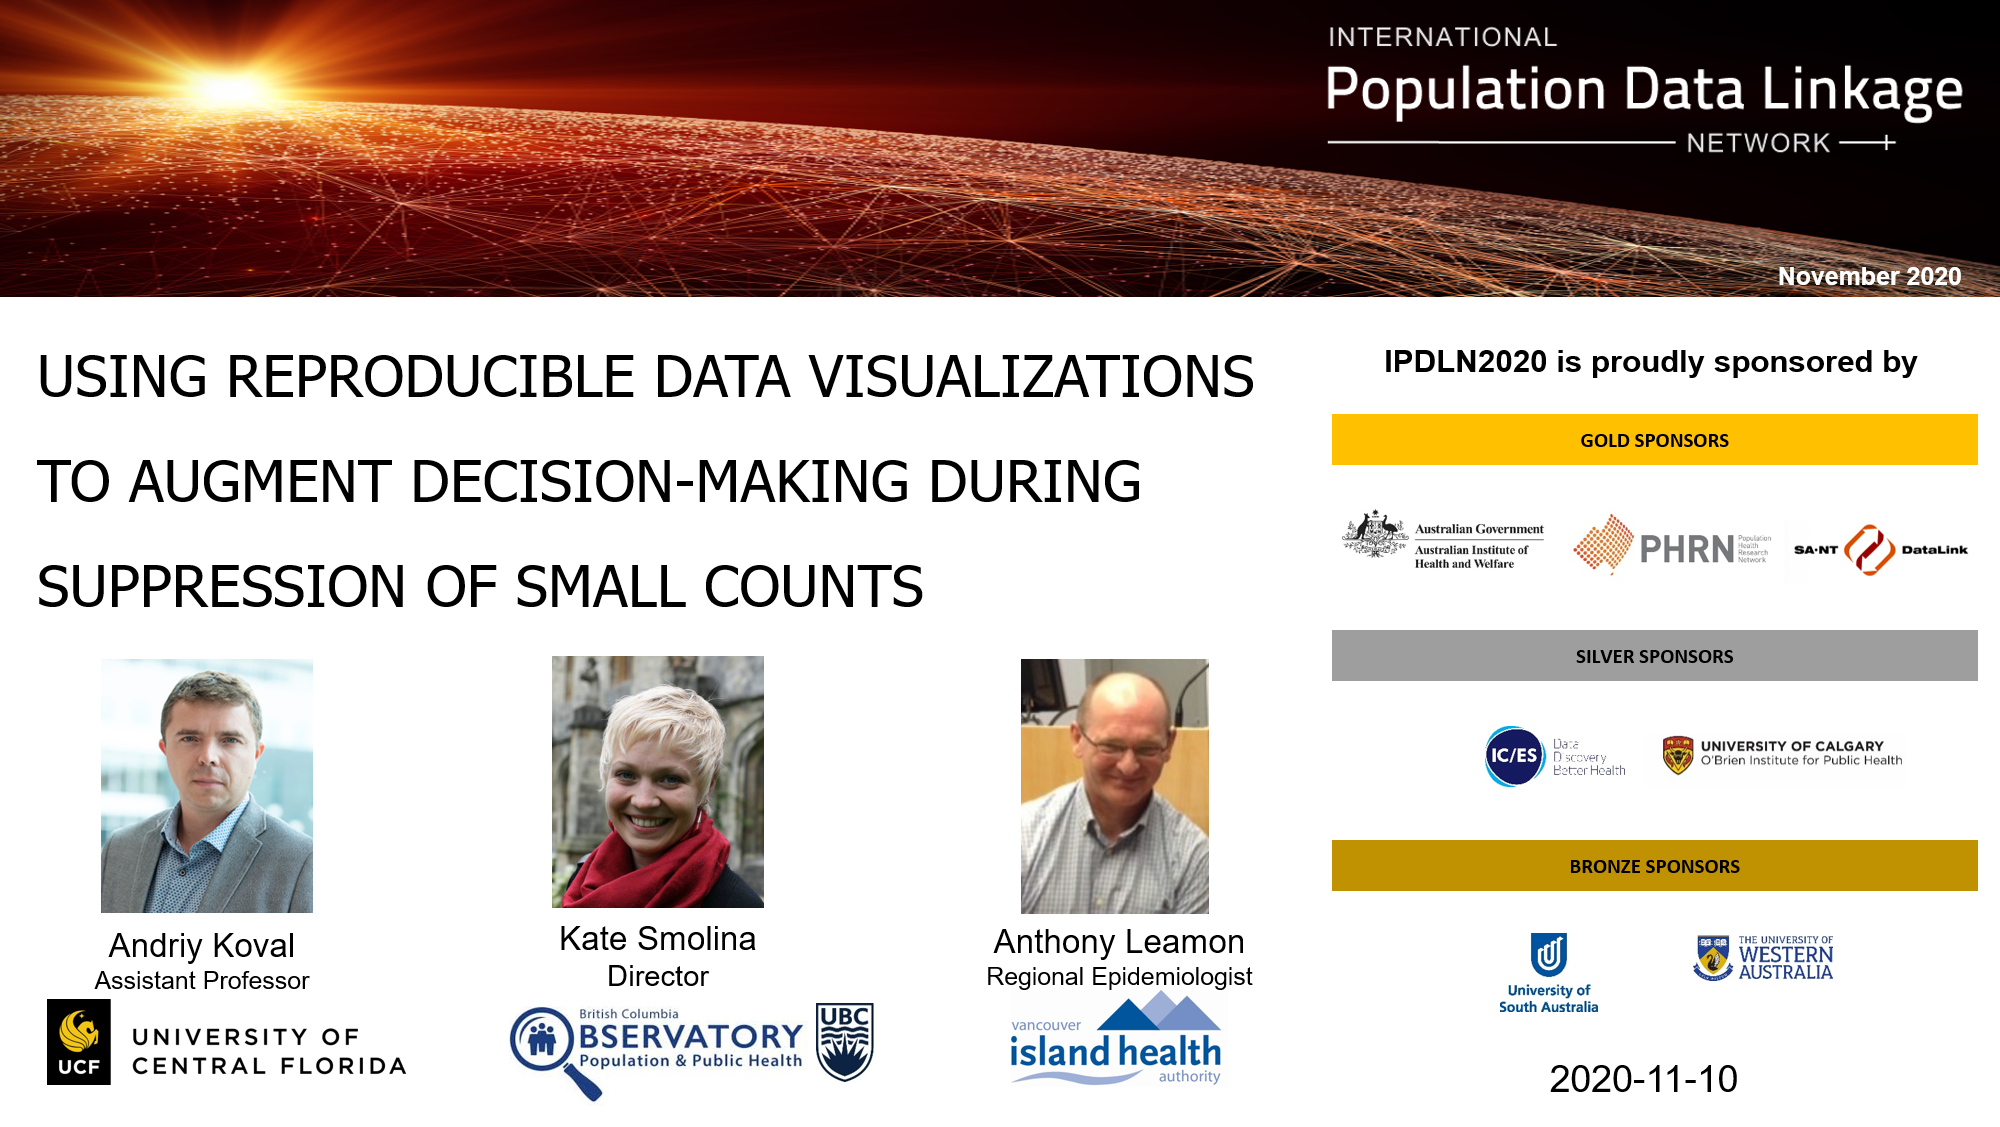 INTERNATIONAL
Population Data Linkage
NETWORK
November 2020
USING REPRODUCIBLE DATA VISUALIZATIONS
TO AUGMENT DECISION-MAKING DURING
SUPPRESSION OF SMALL COUNTS
Andriy Koval
Assistant Professor
UCF
UNIVERSITY OF
CENTRAL FLORIDA
Kate Smolina
Director
British Columbia
BSERVATORY
Population & Public Health
UBC
Anthony Leamon
Regional Epidemiologist
vancouver
island health
authority
IPDLN2020 is proudly sponsored by
GOLD SPONSORS
Australian Government
Australian Institute of
Health and Welfare
PHRN
Population
Health
Research
Network
SA·NT
DataLink
SILVER SPONSORS
IC/ES
Data
Discovery
Better Health
UNIVERSITY OF CALGARY
O'Brien Institute for Public Health
BRONZE SPONSORS
University of
South Australia
THE UNIVERSITY OF
WESTERN
AUSTRALIA
2020-11-10